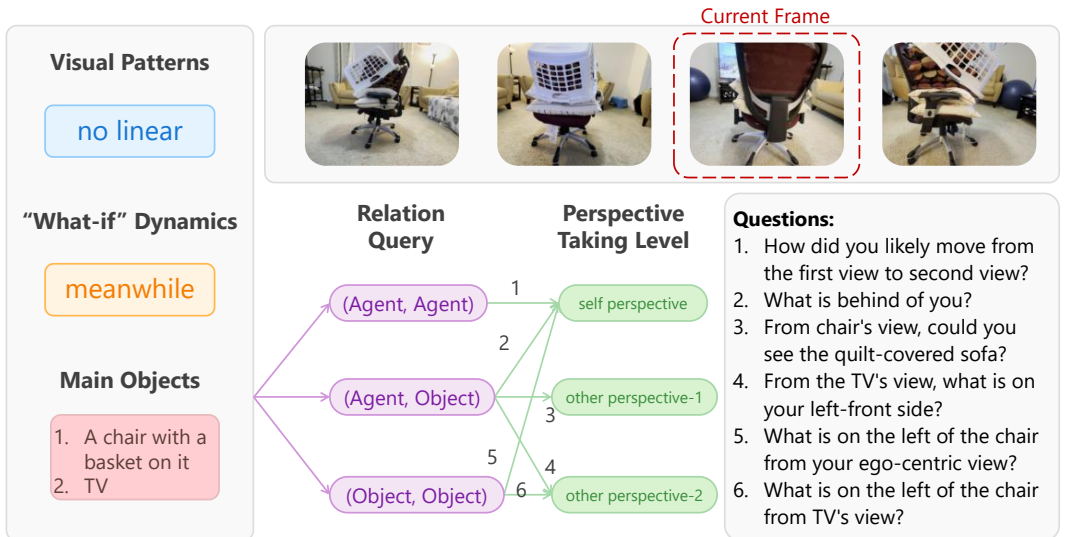 Current Frame
Visual Patterns
no linear
“What-if” Dynamics
meanwhile
Main Objects
1. A chair with a
basket on it
2. TV
Relation
Query
Perspective
Taking Level
(Agent, Agent)
(Agent, Object)
(Object, Object)
1
2
3
4
5
6
self perspective
other perspective-1
other perspective-2
Questions:
1. How did you likely move from
the first view to second view?
2. What is behind of you?
3. From chair's view, could you
see the quilt-covered sofa?
4. From the TV's view, what is on
your left-front side?
5. What is on the left of the chair
from your ego-centric view?
6. What is on the left of the chair
from TV's view?